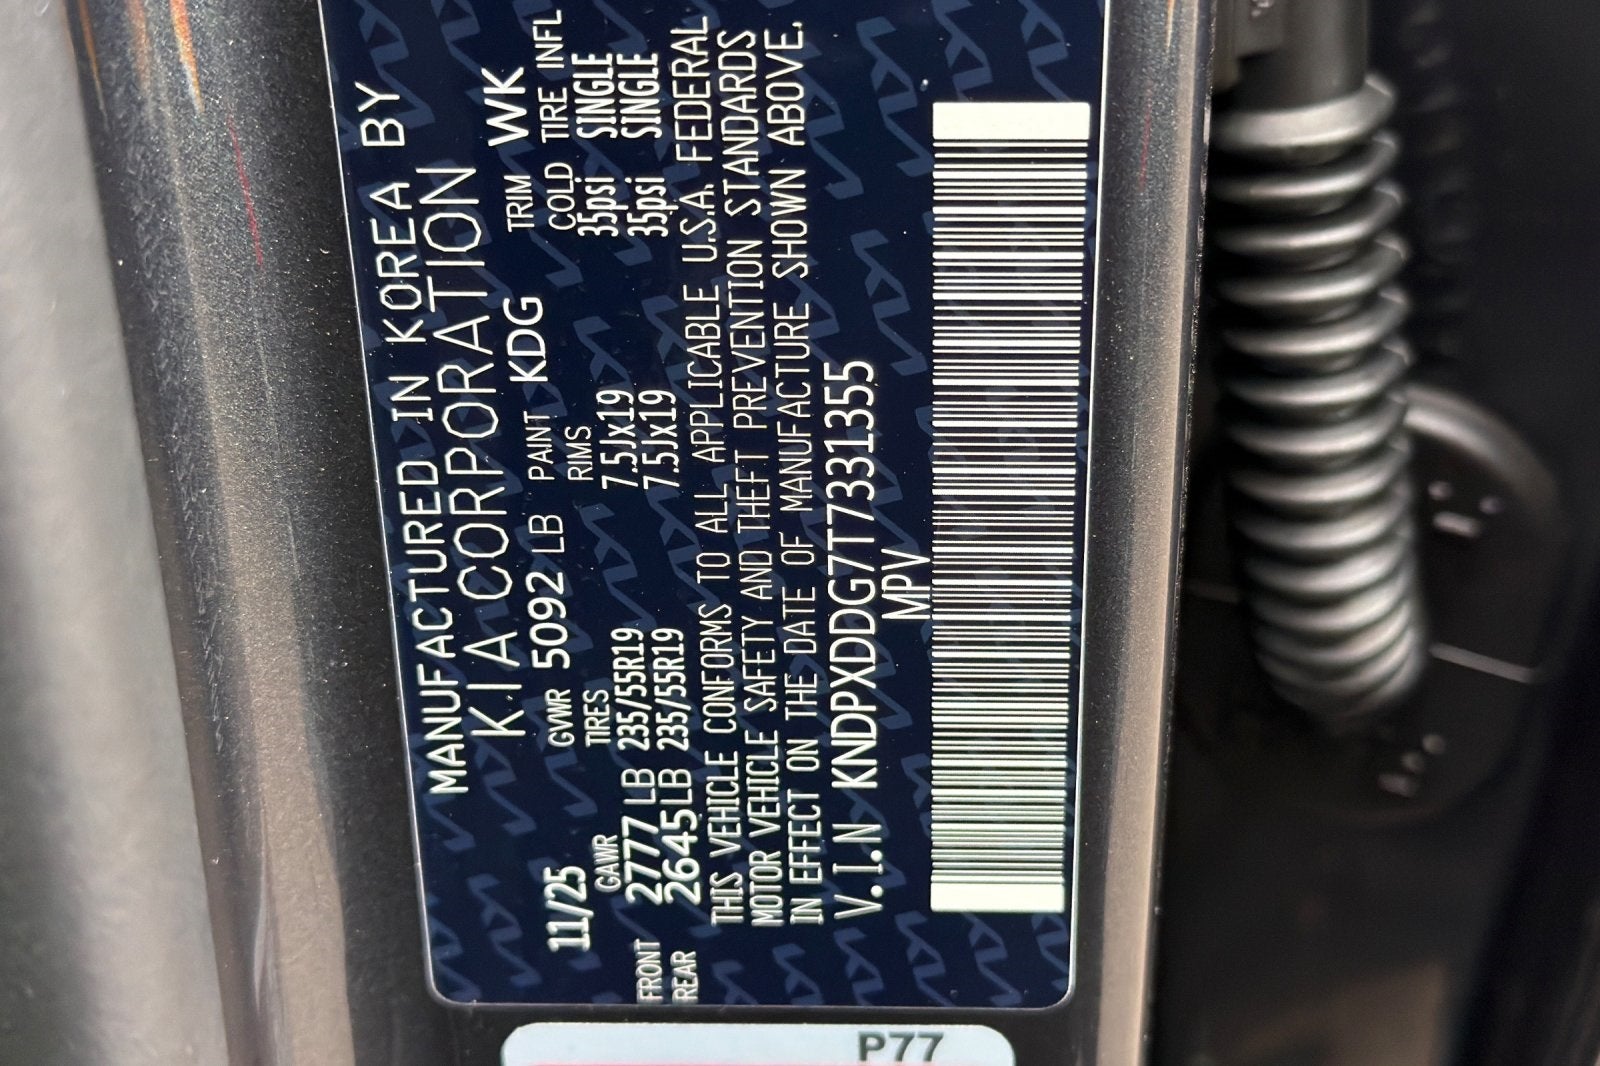 MANUFACTURED IN KOREA BY
KIA CORPORATION
11/25 GVWR 5092 LB PAINT KDG TRIM WK
GAWR TIRES RIMS COLD TIRE INFL
FRONT 2777 LB 235/55R19 7.5Jx19 35psi SINGLE
REAR 2645LB 235/55R19 7.5Jx19 35psi SINGLE
THIS VEHICLE CONFORMS TO ALL APPLICABLE U.S.A. FEDERAL
MOTOR VEHICLE SAFETY AND THEFT PREVENTION STANDARDS
IN EFFECT ON THE DATE OF MANUFACTURE SHOWN ABOVE.
V.I.N KNDPXDDG7T7331355
MPV
P77